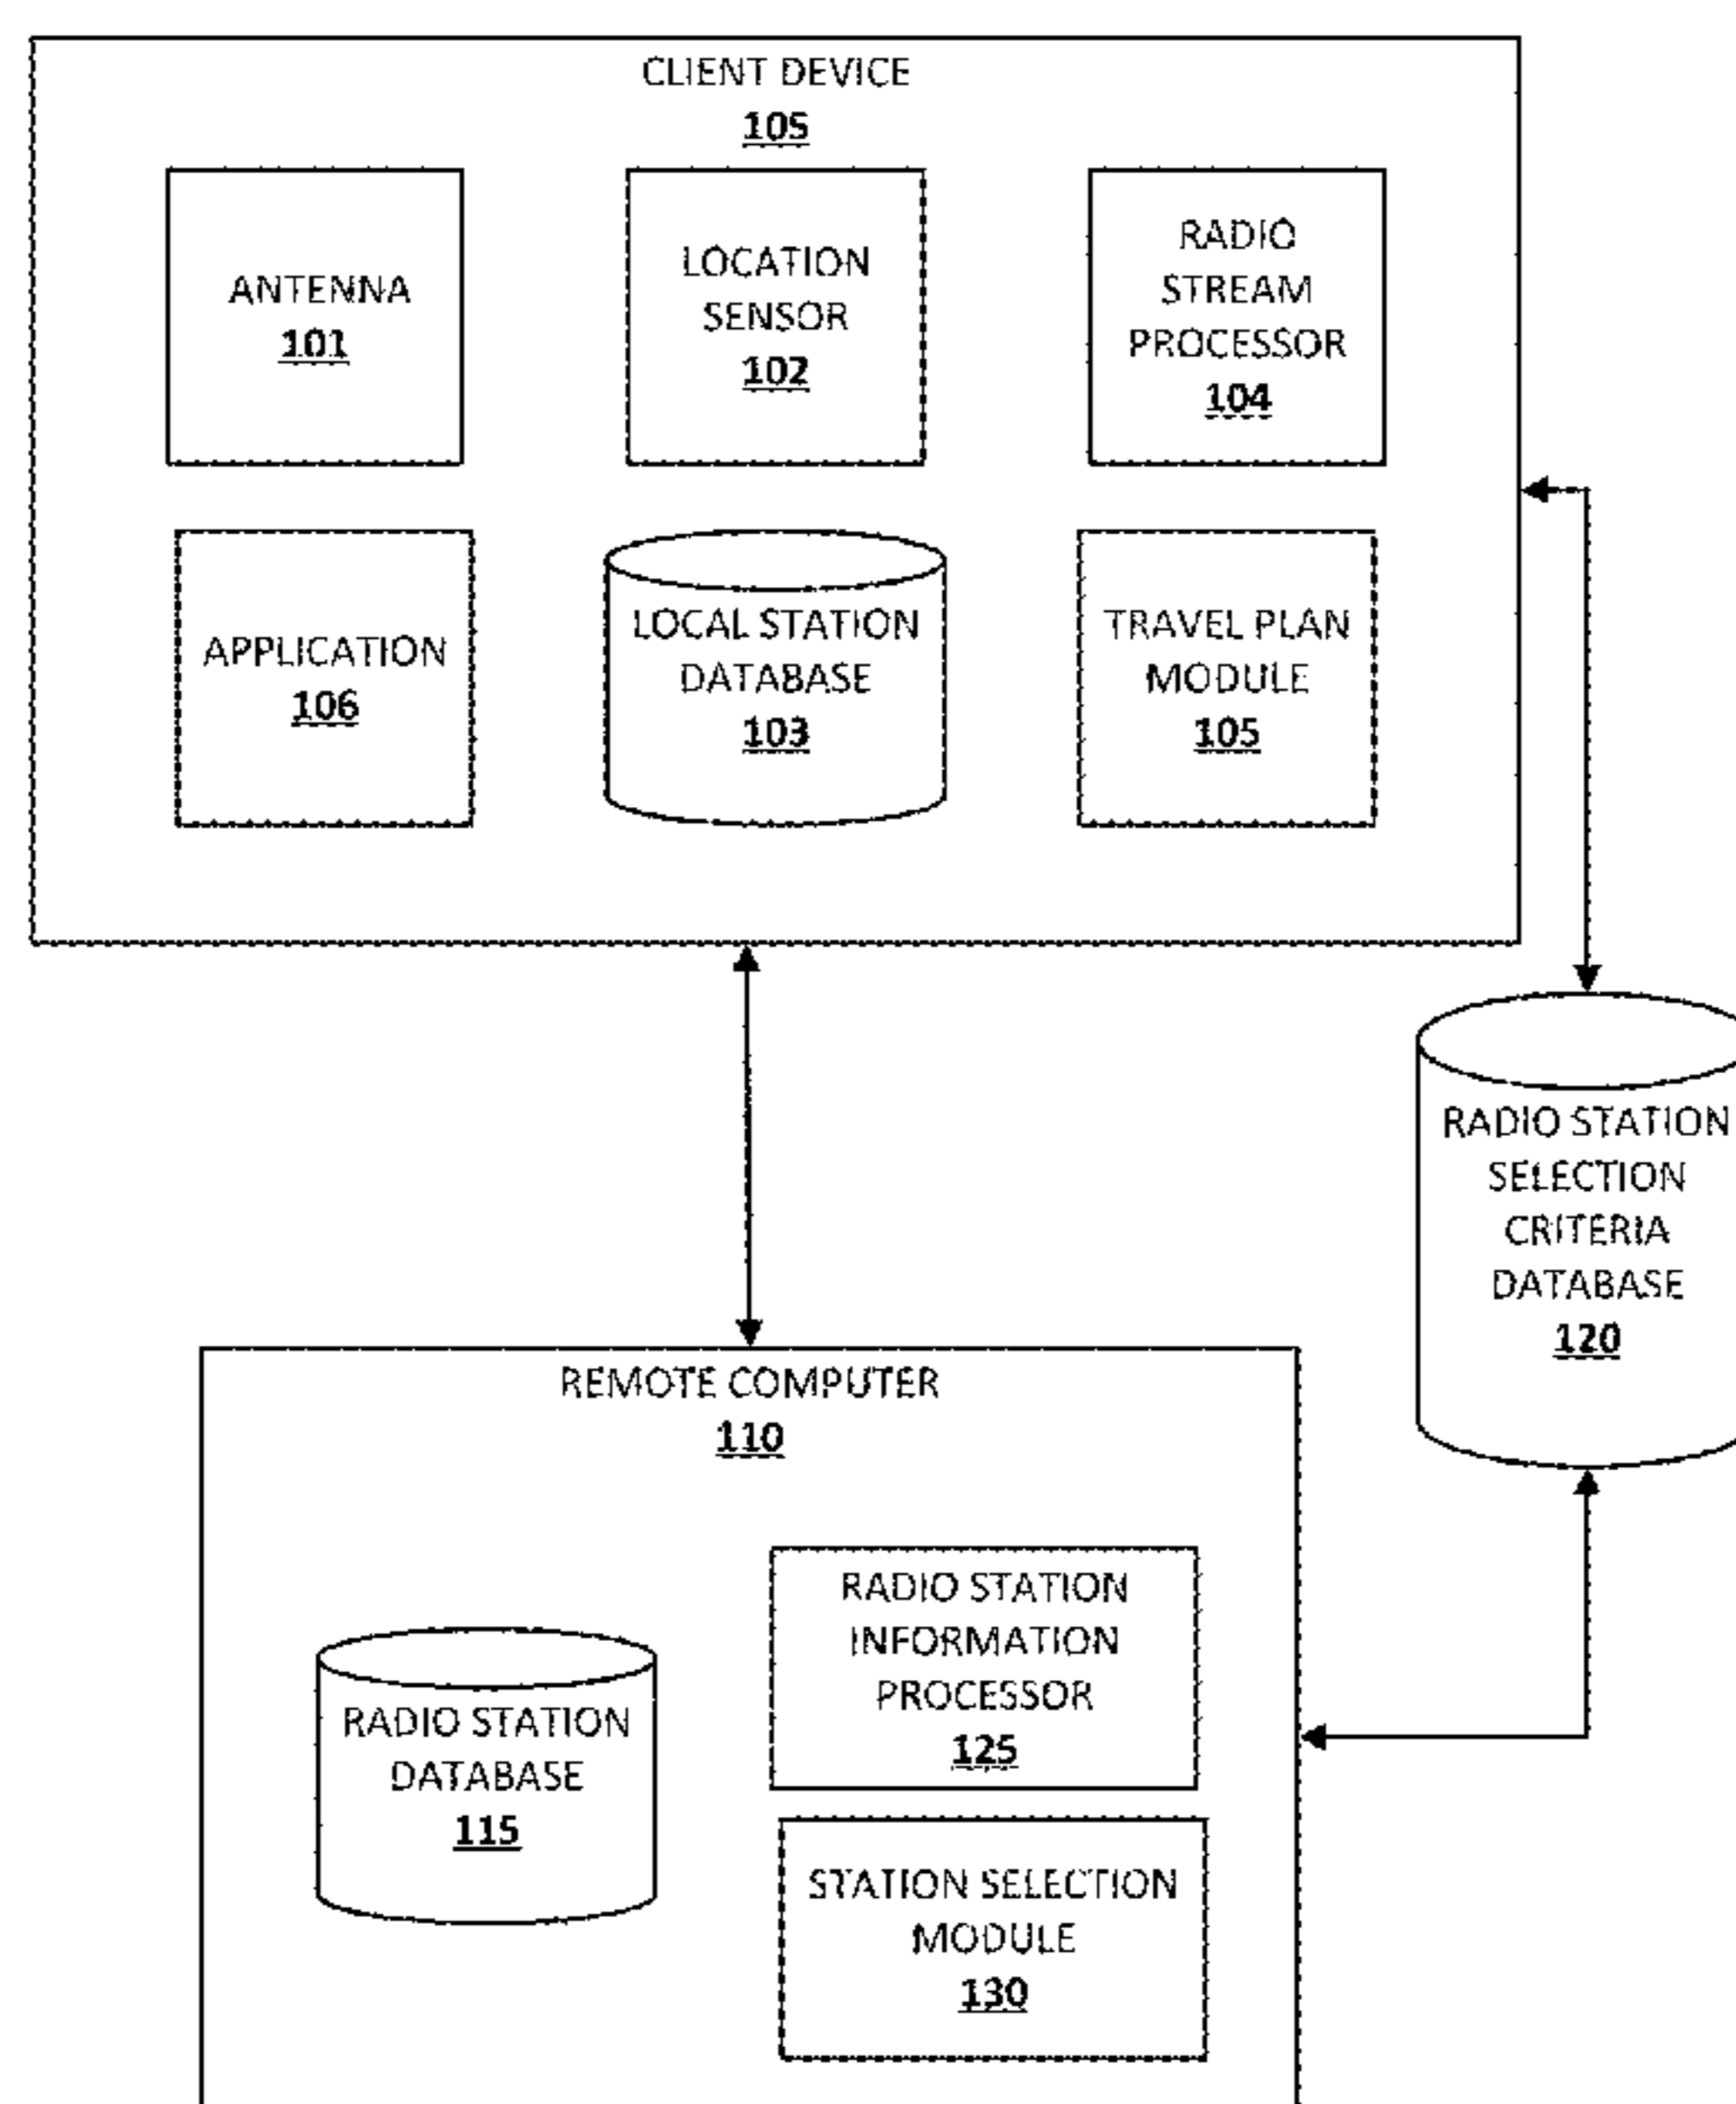 CLIENT DEVICE
105
ANTENNA
101
LOCATION
SENSOR
102
RADIO
STREAM
PROCESSOR
104
APPLICATION
106
LOCAL STATION
DATABASE
103
TRAVEL PLAN
MODULE
105
RADIO STATION
SELECTION
CRITERIA
DATABASE
120
REMOTE COMPUTER
110
RADIO STATION
DATABASE
115
RADIO STATION
INFORMATION
PROCESSOR
125
STATION SELECTION
MODULE
130